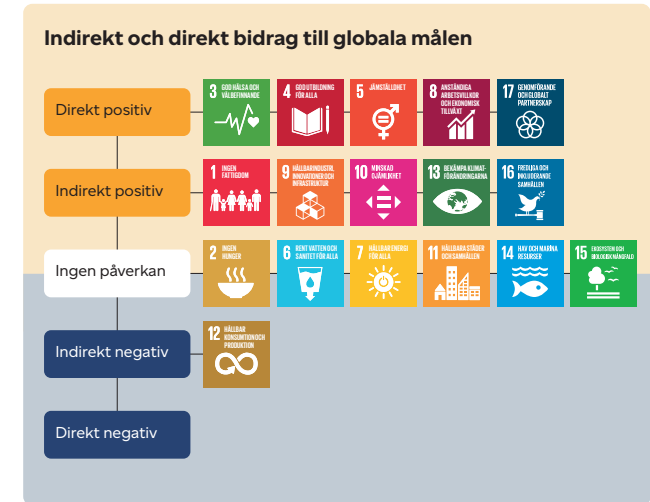 Indirekt och direkt bidrag till globala målen
Direkt positiv
3 GOD HÄLSA OCH
VÄLBEFINNANDE
4 GOD UTBILDNING
FÖR ALLA
5 JÄMSTÄLLDHET
8 ANSTÄNDIGA
ARBETSVILLKOR
OCH EKONOMISK
TILLVÄXT
17 GENOMFÖRANDE
OCH GLOBALT
PARTNERSKAP
Indirekt positiv
1 INGEN
FATTIGDOM
9 HÅLLBAR INDUSTRI,
INNOVATIONER OCH
INFRASTRUKTUR
10 MINSKAD
OJÄMLIKHET
13 BEKÄMPA KLIMAT-
FÖRÄNDRINGARNA
16 FREDLIGA OCH
INKLUDERANDE
SAMHÄLLEN
Ingen påverkan
2 INGEN
HUNGER
6 RENT VATTEN OCH
SANITET FÖR ALLA
7 HÅLLBAR ENERGI
FÖR ALLA
11 HÅLLBARA STÄDER
OCH SAMHÄLLEN
14 HAV OCH MARINA
RESURSER
15 EKOSYSTEM OCH
BIOLOGISK MÅNGFALD
Indirekt negativ
12 HÅLLBAR
KONSUMTION OCH
PRODUKTION
Direkt negativ